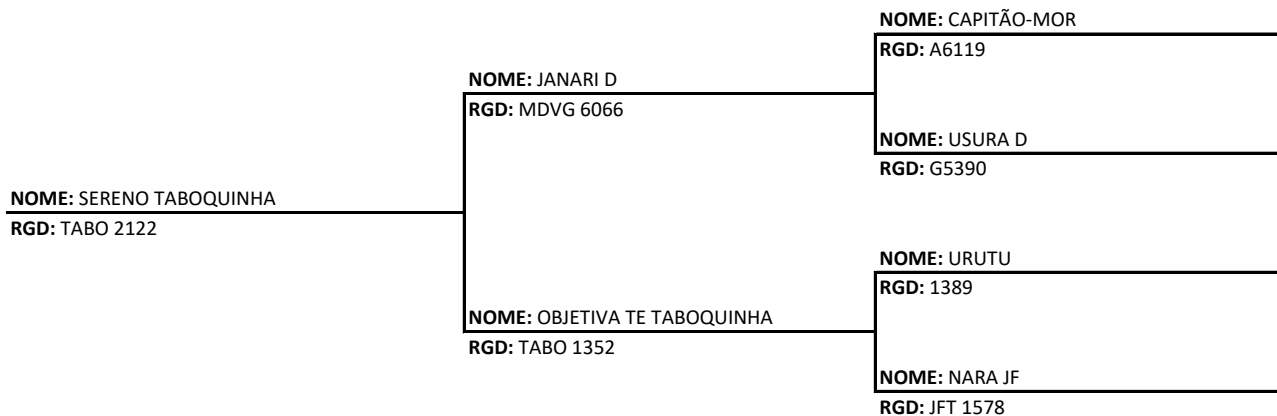 NOME: CAPITÃO-MOR
RGD: A6119
NOME: JANARI D
RGD: MDVG 6066
NOME: USURA D
RGD: G5390
NOME: SERENO TABOQUINHA
RGD: TABO 2122
NOME: URUTU
RGD: 1389
NOME: OBJETIVA TE TABOQUINHA
RGD: TABO 1352
NOME: NARA JF
RGD: JFT 1578